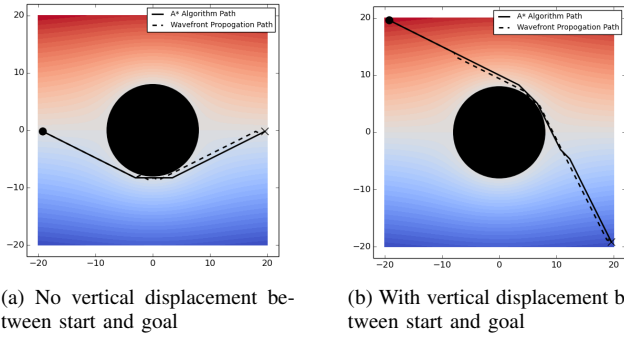 A* Algorithm Path
Wavefront Propogation Path
20
10
0
−10
−20
−20
−10
0
10
20
(a) No vertical displacement be-
tween start and goal
A* Algorithm Path
Wavefront Propogation Path
20
10
0
−10
−20
−20
−10
0
10
20
(b) With vertical displacement b
tween start and goal